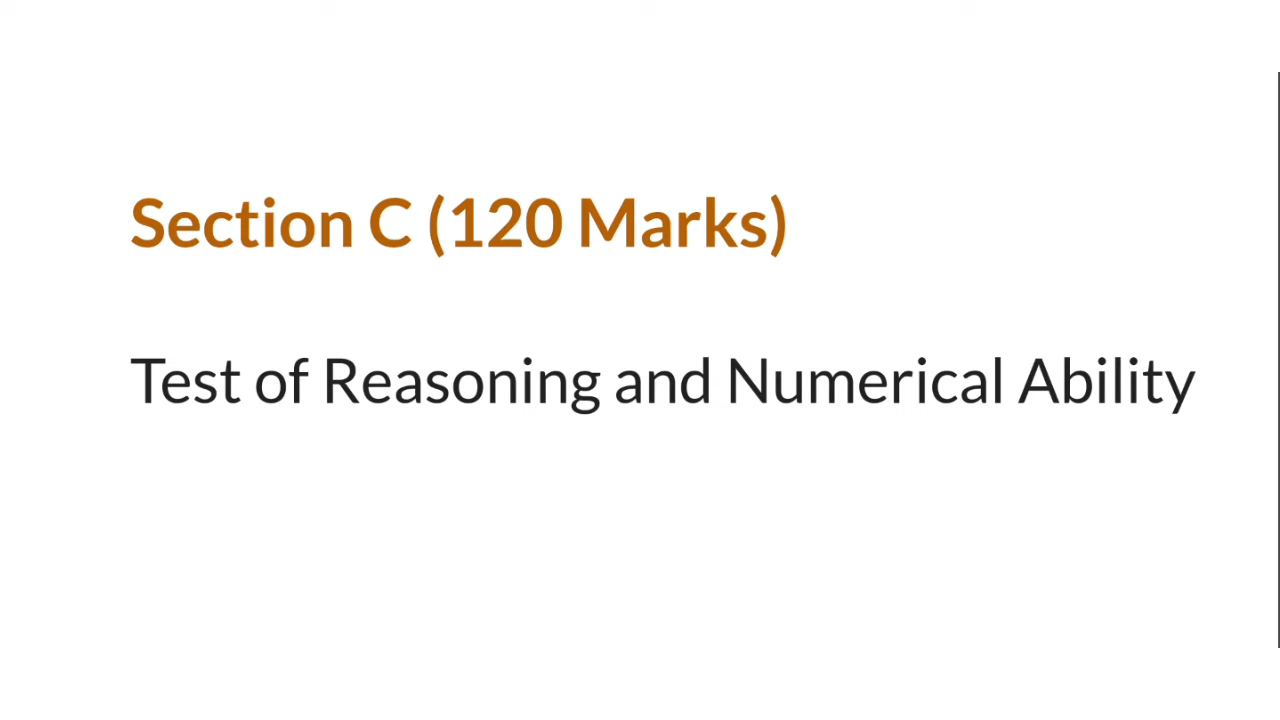 Section C (120 Marks)
Test of Reasoning and Numerical Ability